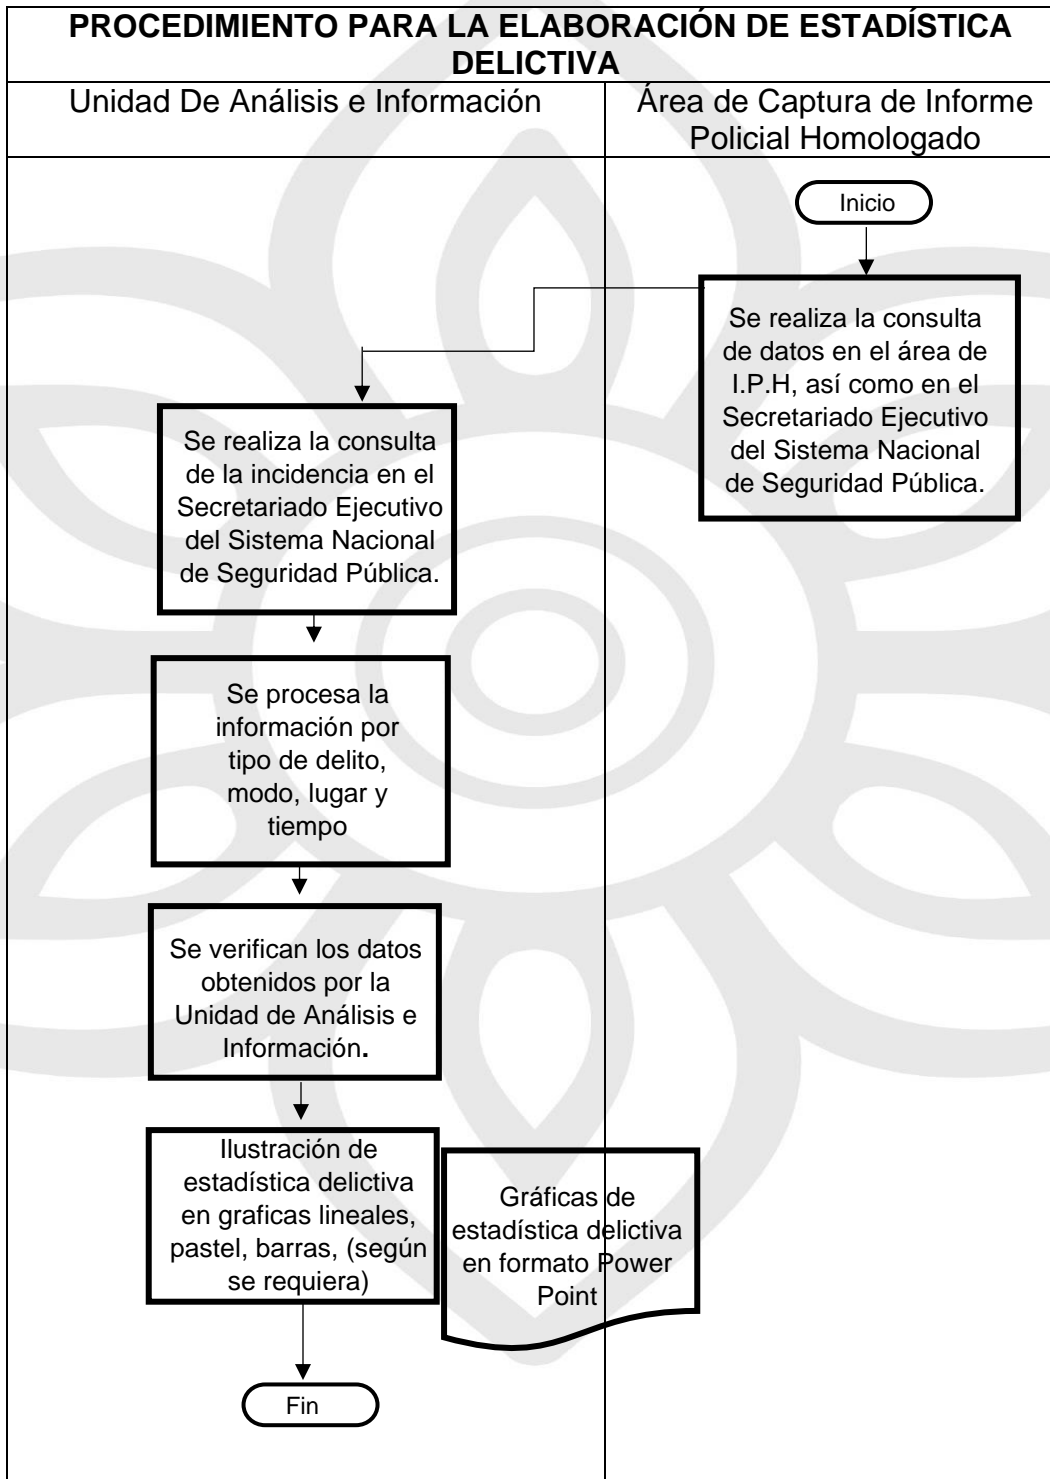 PROCEDIMIENTO PARA LA ELABORACIÓN DE ESTADÍSTICA
DELICTIVA
Unidad De Análisis e Información
Área de Captura de Informe
Policial Homologado
Inicio
Se realiza la consulta
de datos en el área de
I.P.H, así como en el
Secretariado Ejecutivo
del Sistema Nacional
de Seguridad Pública.
Se realiza la consulta
de la incidencia en el
Secretariado Ejecutivo
del Sistema Nacional
de Seguridad Pública.
Se procesa la
información por
tipo de delito,
modo, lugar y
tiempo
Se verifican los datos
obtenidos por la
Unidad de Análisis e
Información.
Ilustración de
estadística delictiva
en graficas lineales,
pastel, barras, (según
se requiera)
Gráficas de
estadística delictiva
en formato Power
Point
Fin